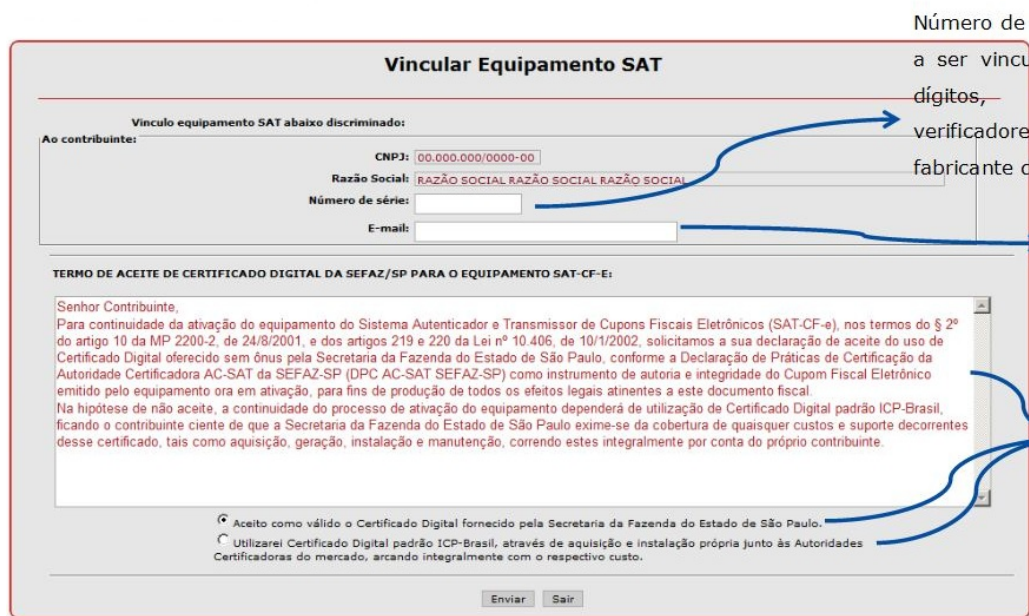 Número de
a ser vincu
dígitos,
verificadore
fabricante d
Vincular Equipamento SAT
Vinculo equipamento SAT abaixo discriminado:
Ao contribuinte:
CNPJ: 00.000.000/0000-00
Razão Social: RAZÃO SOCIAL RAZÃO SOCIAL RAZÃO SOCIAL
Número de série:
E-mail:
TERMO DE ACEITE DE CERTIFICADO DIGITAL DA SEFAZ/SP PARA O EQUIPAMENTO SAT-CF-E:
Senhor Contribuinte,
Para continuidade da ativação do equipamento do Sistema Autenticador e Transmissor de Cupons Fiscais Eletrônicos (SAT-CF-e), nos termos do § 2º
do artigo 10 da MP 2200-2, de 24/8/2001, e dos artigos 219 e 220 da Lei nº 10.406, de 10/1/2002, solicitamos a sua declaração de aceite do uso de
Certificado Digital oferecido sem ônus pela Secretaria da Fazenda do Estado de São Paulo, conforme a Declaração de Práticas de Certificação da
Autoridade Certificadora AC-SAT da SEFAZ-SP (DPC AC-SAT SEFAZ-SP) como instrumento de autoria e integridade do Cupom Fiscal Eletrônico
emitido pelo equipamento ora em ativação, para fins de produção de todos os efeitos legais atinentes a este documento fiscal.
Na hipótese de não aceite, a continuidade do processo de ativação do equipamento dependerá de utilização de Certificado Digital padrão ICP-Brasil,
ficando o contribuinte ciente de que a Secretaria da Fazenda do Estado de São Paulo exime-se da cobertura de quaisquer custos e suporte decorrentes
desse certificado, tais como aquisição, geração, instalação e manutenção, correndo estes integralmente por conta do próprio contribuinte.
Aceito como válido o Certificado Digital fornecido pela Secretaria da Fazenda do Estado de São Paulo.
Utilizarei Certificado Digital padrão ICP-Brasil, através de aquisição e instalação própria junto às Autoridades
Certificadoras do mercado, arcando integralmente com o respectivo custo.
Enviar Sair